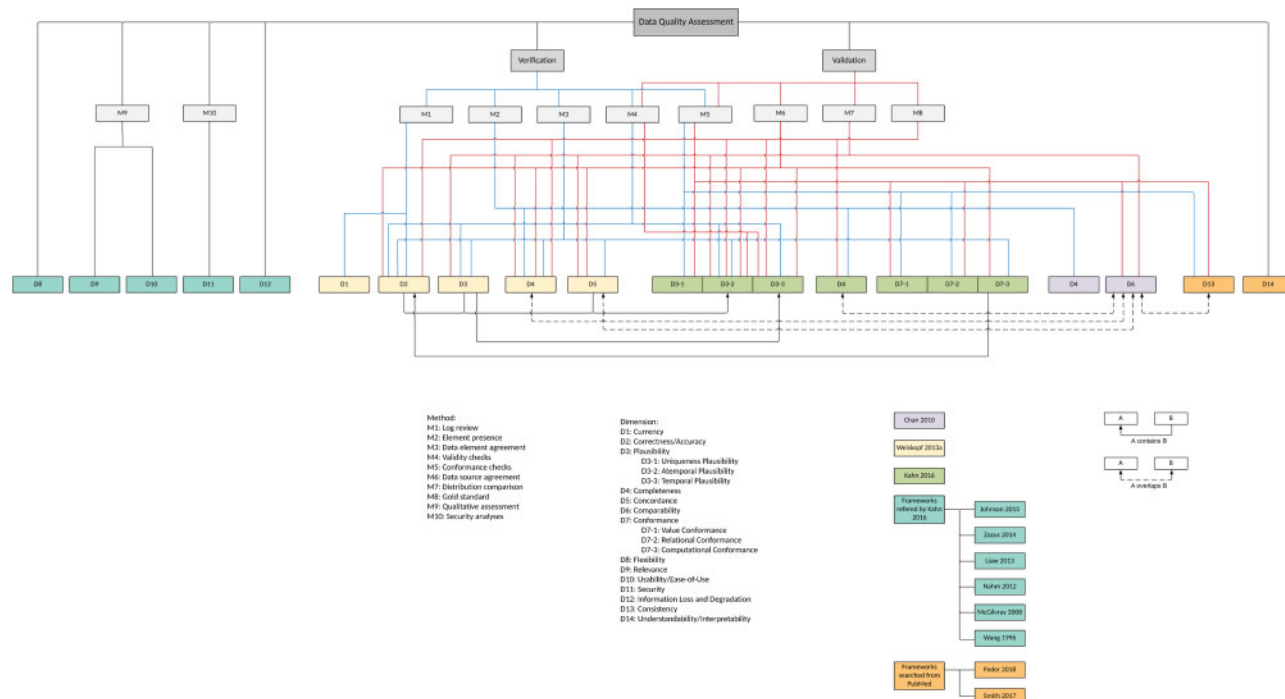 Data Quality Assessment
Verification
Validation
M9
M10
M1
M2
M3
M4
M5
M6
M7
M8
D8
D9
D10
D11
D12
D1
D2
D3
D4
D5
D3-1
D3-2
D3-3
D4
D7-1
D7-2
D7-3
D4
D6
D13
D14
Method:
M1: Log review
M2: Element presence
M3: Data element agreement
M4: Validity checks
M5: Conformance checks
M6: Data source agreement
M7: Distribution comparison
M8: Gold standard
M9: Qualitative assessment
M10: Security analyses
Dimension:
D1: Currency
D2: Correctness/Accuracy
D3: Plausibility
D3-1: Uniqueness Plausibility
D3-2: Atemporal Plausibility
D3-3: Temporal Plausibility
D4: Completeness
D5: Concordance
D6: Comparability
D7: Conformance
D7-1: Value Conformance
D7-2: Relational Conformance
D7-3: Computational Conformance
D8: Flexibility
D9: Relevance
D10: Usability/Ease-of-Use
D11: Security
D12: Information Loss and Degradation
D13: Consistency
D14: Understandability/Interpretability
Chan 2010
Weiskopf 2013a
Kahn 2016
Frameworks
refered by Kahn
2016
Johnson 2015
Zozus 2014
Liaw 2013
Nahm 2012
McGilvray 2008
Wang 1996
Frameworks
searched from
PubMed
Feder 2018
Smith 2017
A
B
A contains B
A
B
A overlaps B